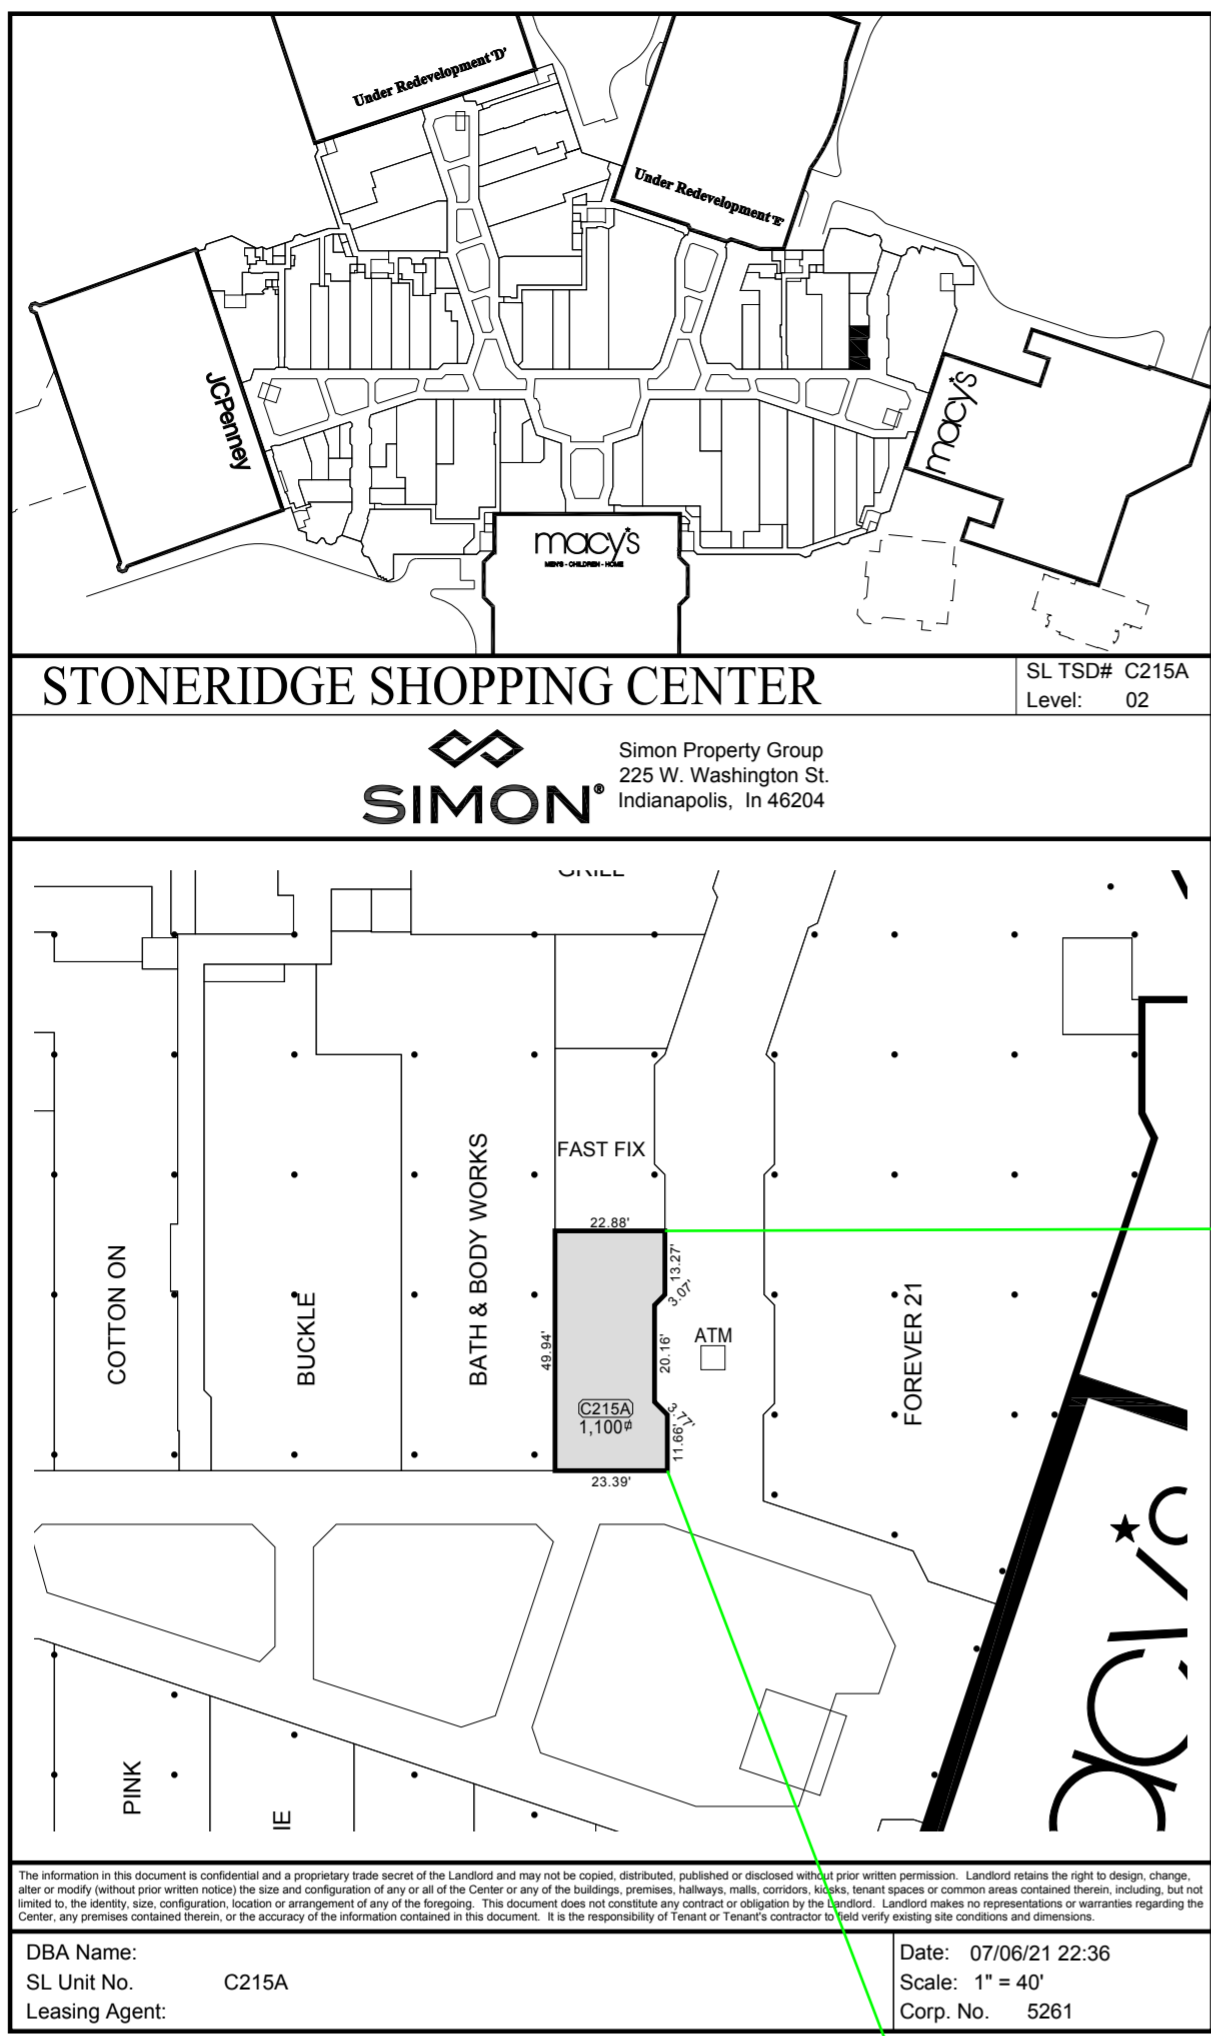 Under Redevelopment 'D'
Under Redevelopment 'E'
JCPenney
macy's
macy's
MEN'S - CHILDREN - HOME
STONERIDGE SHOPPING CENTER
SL TSD# C215A
Level: 02
SIMON®
Simon Property Group
225 W. Washington St.
Indianapolis, In 46204
GRILL
FAST FIX
COTTON ON
BUCKLE
BATH & BODY WORKS
22.88'
13.27'
3.07'
49.94'
20.16'
ATM
FOREVER 21
C215A
1,100
3.77'
11.66'
23.39'
PINK
IE
The information in this document is confidential and a proprietary trade secret of the Landlord and may not be copied, distributed, published or disclosed without prior written permission. Landlord retains the right to design, change,
alter or modify (without prior written notice) the size and configuration of any or all of the Center or any of the buildings, premises, hallways, malls, corridors, kiosks, tenant spaces or common areas contained therein, including, but not
limited to, the identity, size, configuration, location or arrangement of any of the foregoing. This document does not constitute any contract or obligation by the Landlord. Landlord makes no representations or warranties regarding the
Center, any premises contained therein, or the accuracy of the information contained in this document. It is the responsibility of Tenant or Tenant's contractor to field verify existing site conditions and dimensions.
DBA Name:
SL Unit No. C215A
Leasing Agent:
Date: 07/06/21 22:36
Scale: 1" = 40'
Corp. No. 5261